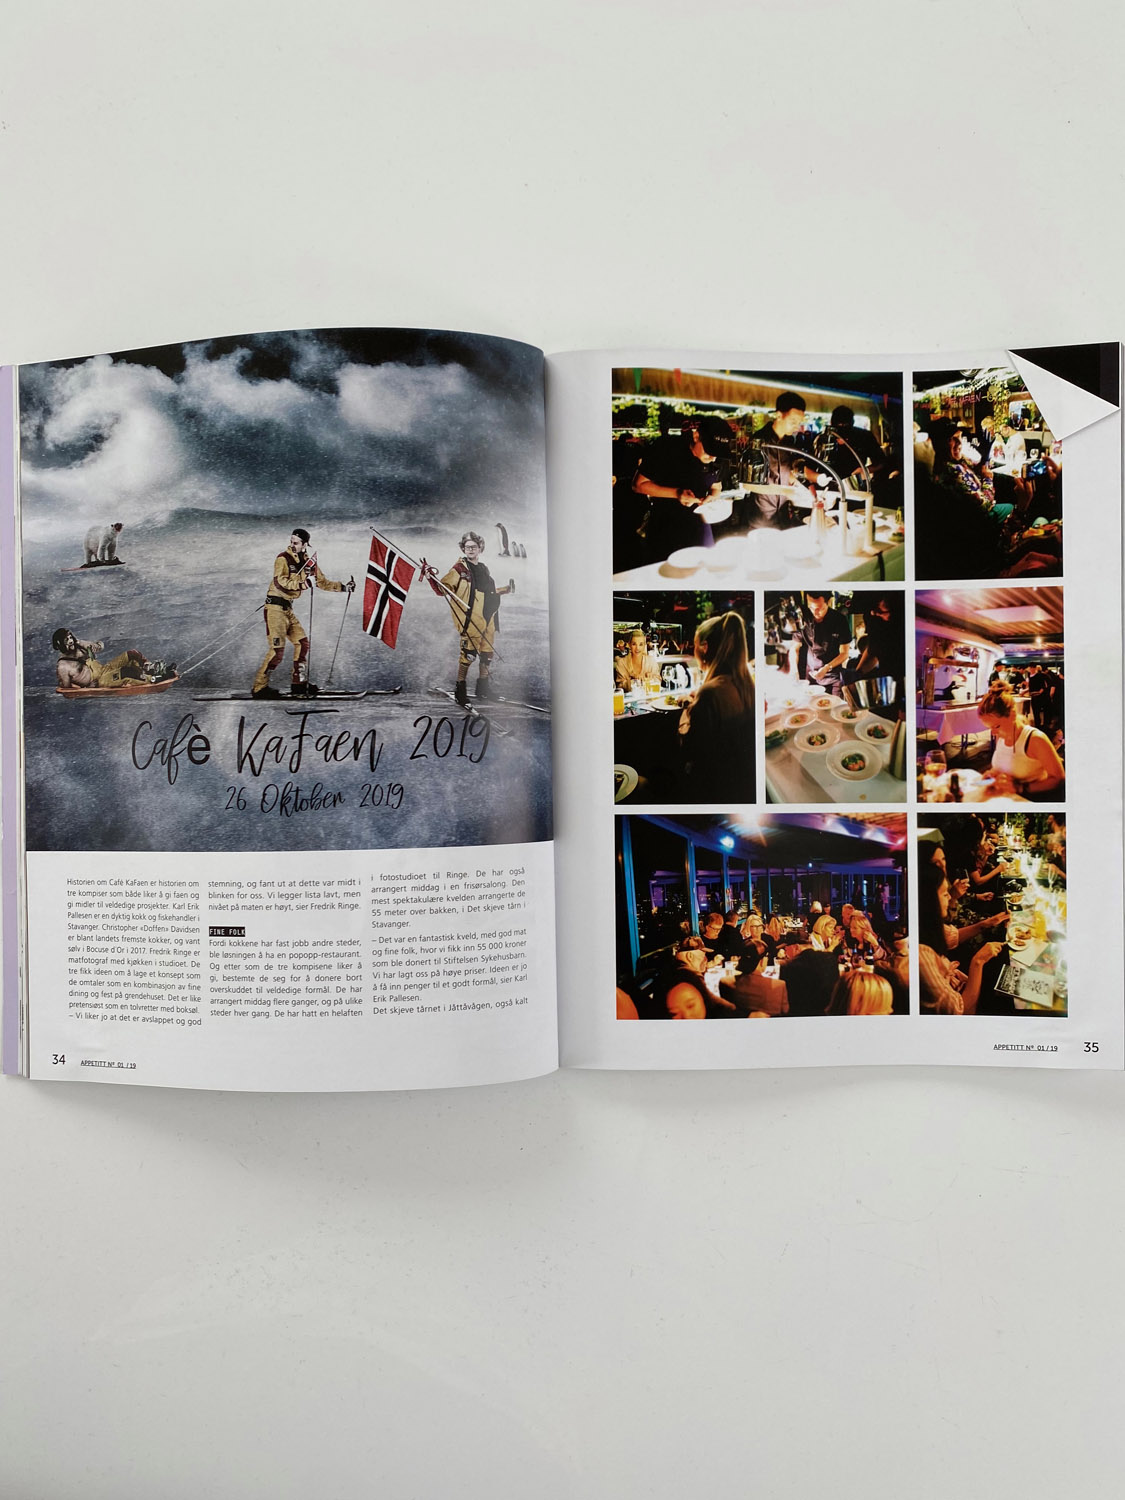 Cafè KaFaen 2019
26 Oktober 2019
Historien om Café KaFaen er historien om
tre kompiser som både liker å gi faen og
gi midler til veldedige prosjekter. Karl Erik
Pallesen er en dyktig kokk og fiskehandler i
Stavanger. Christopher «Doffen» Davidsen
er blant landets fremste kokker, og vant
sølv i Bocuse d'Or i 2017. Fredrik Ringe er
matfotograf med kjøkken i studioet. De
tre fikk ideen om å lage et konsept som
de omtaler som en kombinasjon av fine
dining og fest på grendehuset. Det er like
pretensiøst som en tolvretter med boksøl.
– Vi liker jo at det er avslappet og god
stemning, og fant ut at dette var midt i
blinken for oss. Vi legger lista lavt, men
nivået på maten er høyt, sier Fredrik Ringe.
FINE FOLK
Fordi kokkene har fast jobb andre steder,
ble løsningen å ha en popopp-restaurant.
Og etter som de tre kompisene liker å
gi, bestemte de seg for å donere bort
overskuddet til veldedige formål. De har
arrangert middag flere ganger, og på ulike
steder hver gang. De har hatt en helaften
i fotostudioet til Ringe. De har også
arrangert middag i en frisørsalong. Den
mest spektakulære kvelden arrangerte de
55 meter over bakken, i Det skjeve tårn i
Stavanger.
– Det var en fantastisk kveld, med god mat
og fine folk, hvor vi fikk inn 55 000 kroner
som ble donert til Stiftelsen Sykehusbarn.
Vi har lagt oss på høye priser. Ideen er jo
å få inn penger til et godt formål, sier Karl
Erik Pallesen.
Det skjeve tårnet i Jåttåvågen, også kalt
34 APPETITT Nº 01 / 19
APPETITT Nº 01 / 19 35